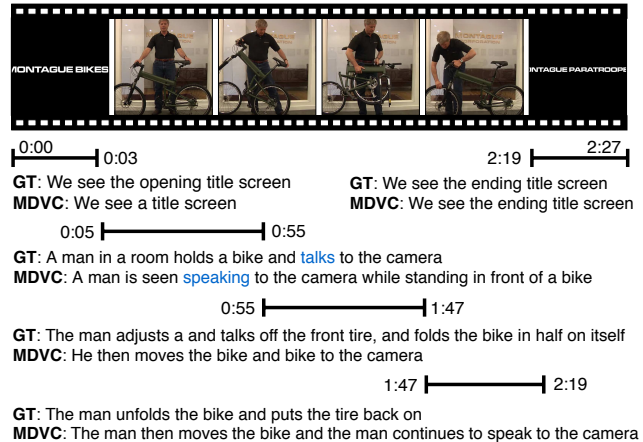 MONTAGUE BIKES
NTAGUE PARATROOPE
0:00
0:03
2:19
2:27
GT: We see the opening title screen
MDVC: We see a title screen
GT: We see the ending title screen
MDVC: We see the ending title screen
0:05
0:55
GT: A man in a room holds a bike and talks to the camera
MDVC: A man is seen speaking to the camera while standing in front of a bike
0:55
1:47
GT: The man adjusts a and talks off the front tire, and folds the bike in half on itself
MDVC: He then moves the bike and bike to the camera
1:47
2:19
GT: The man unfolds the bike and puts the tire back on
MDVC: The man then moves the bike and the man continues to speak to the camera